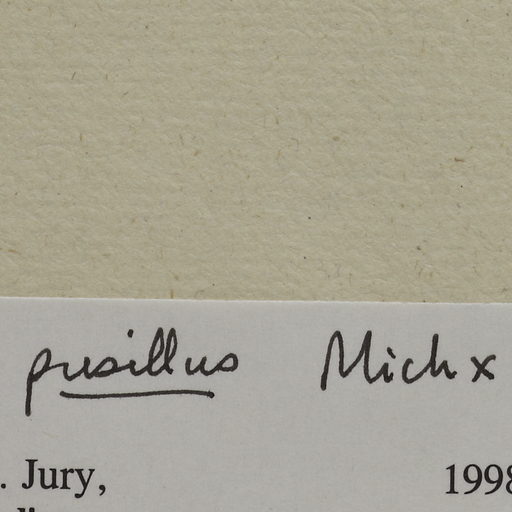 pusillus Michx
. Jury, 1998